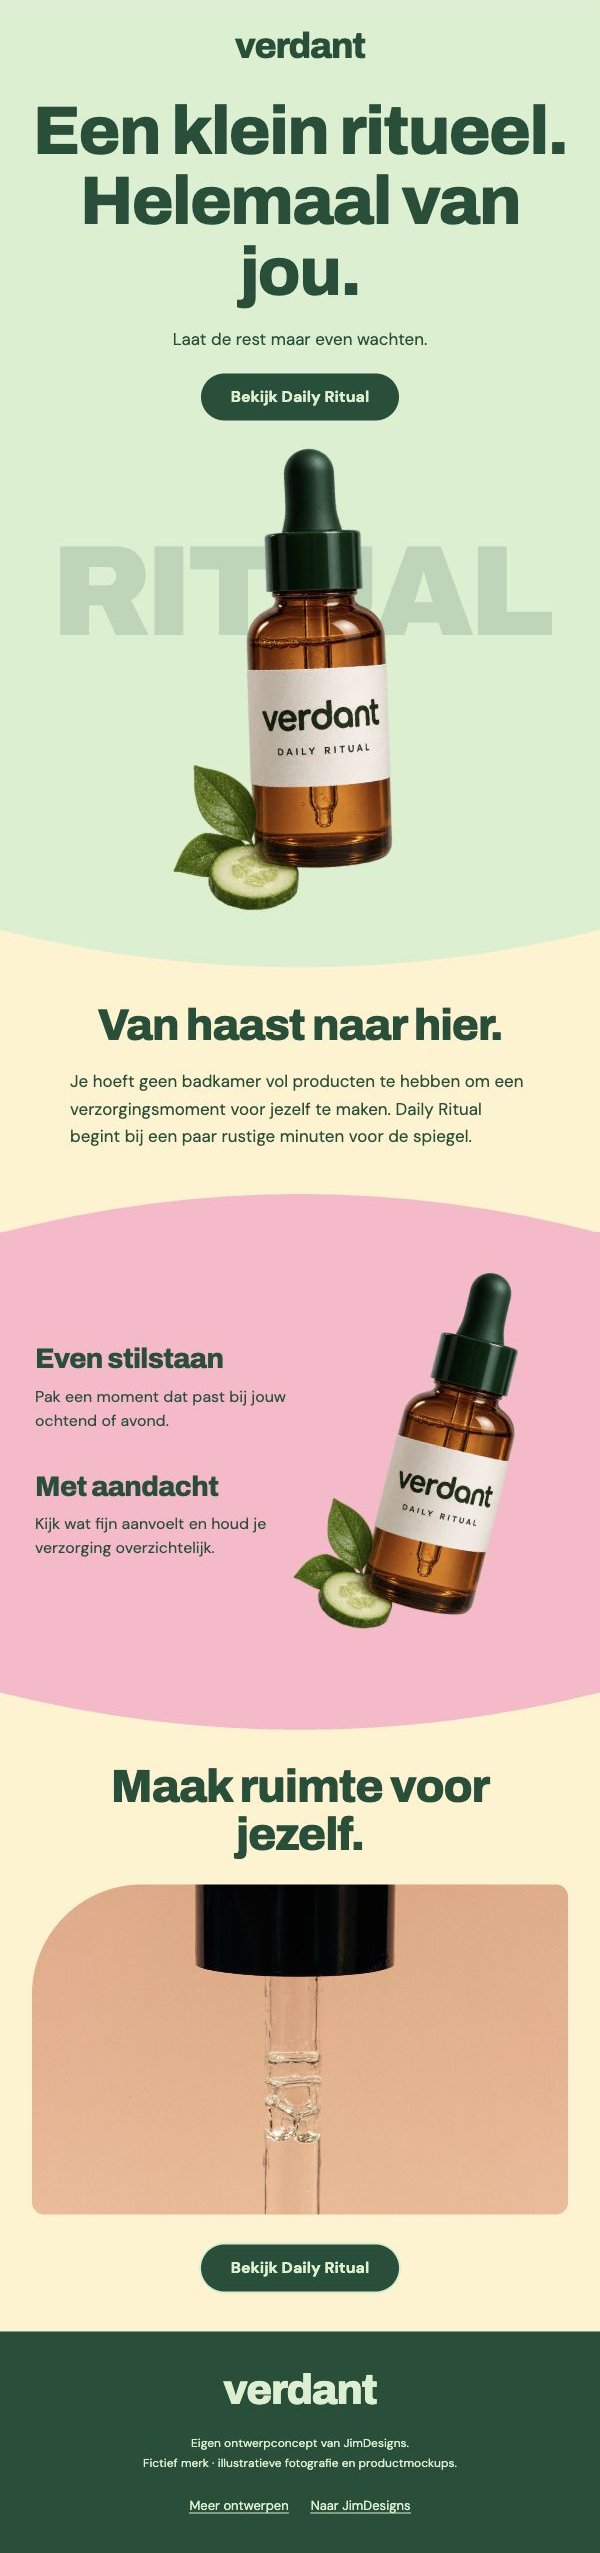 verdant
Een klein ritueel.
Helemaal van
jou.
Laat de rest maar even wachten.
Bekijk Daily Ritual
RITUAL
verdant
DAILY RITUAL
Van haast naar hier.
Je hoeft geen badkamer vol producten te hebben om een
verzorgingsmoment voor jezelf te maken. Daily Ritual
begint bij een paar rustige minuten voor de spiegel.
Even stilstaan
Pak een moment dat past bij jouw
ochtend of avond.
Met aandacht
Kijk wat fijn aanvoelt en houd je
verzorging overzichtelijk.
verdant
DAILY RITUAL
Maak ruimte voor
jezelf.
Bekijk Daily Ritual
verdant
Eigen ontwerpconcept van JimDesigns.
Fictief merk · illustratieve fotografie en productmockups.
Meer ontwerpen Naar JimDesigns